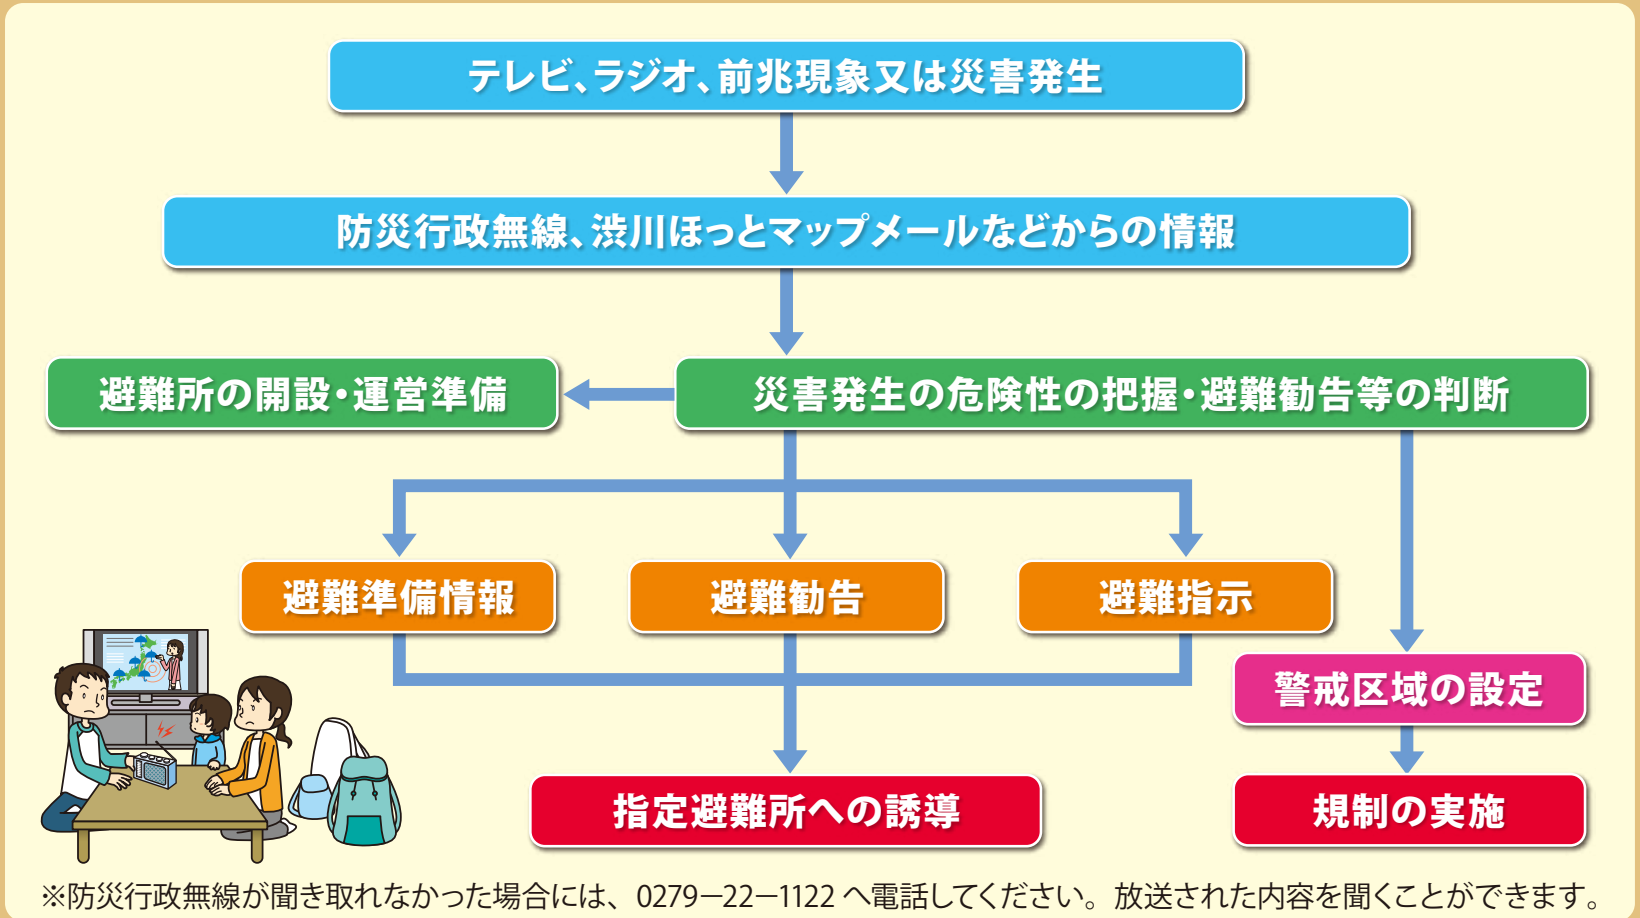 テレビ、ラジオ、前兆現象又は災害発生
防災行政無線、渋川ほっとマップメールなどからの情報
避難所の開設・運営準備
災害発生の危険性の把握・避難勧告等の判断
避難準備情報
避難勧告
避難指示
警戒区域の設定
指定避難所への誘導
規制の実施
※防災行政無線が聞き取れなかった場合には、0279−22−1122 へ電話してください。放送された内容を聞くことができます。